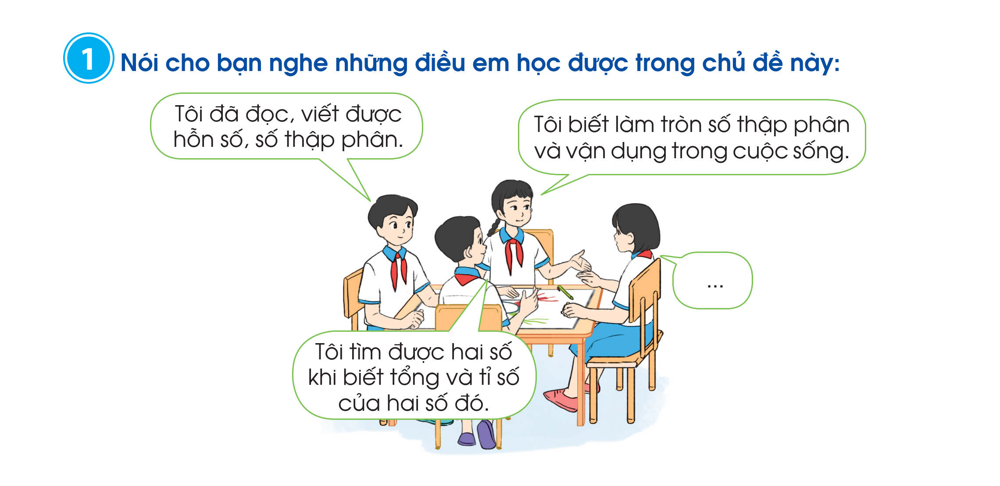 1 Nói cho bạn nghe những điều em học được trong chủ đề này:
Tôi đã đọc, viết được
hỗn số, số thập phân.
Tôi biết làm tròn số thập phân
và vận dụng trong cuộc sống.
...
Tôi tìm được hai số
khi biết tổng và tỉ số
của hai số đó.